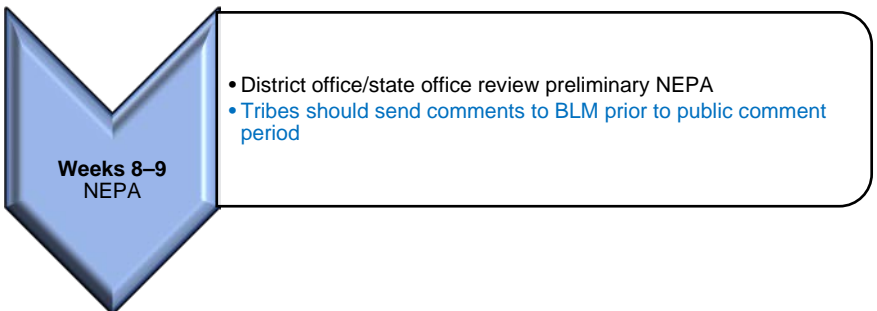 Weeks 8–9
NEPA
• District office/state office review preliminary NEPA
• Tribes should send comments to BLM prior to public comment
period